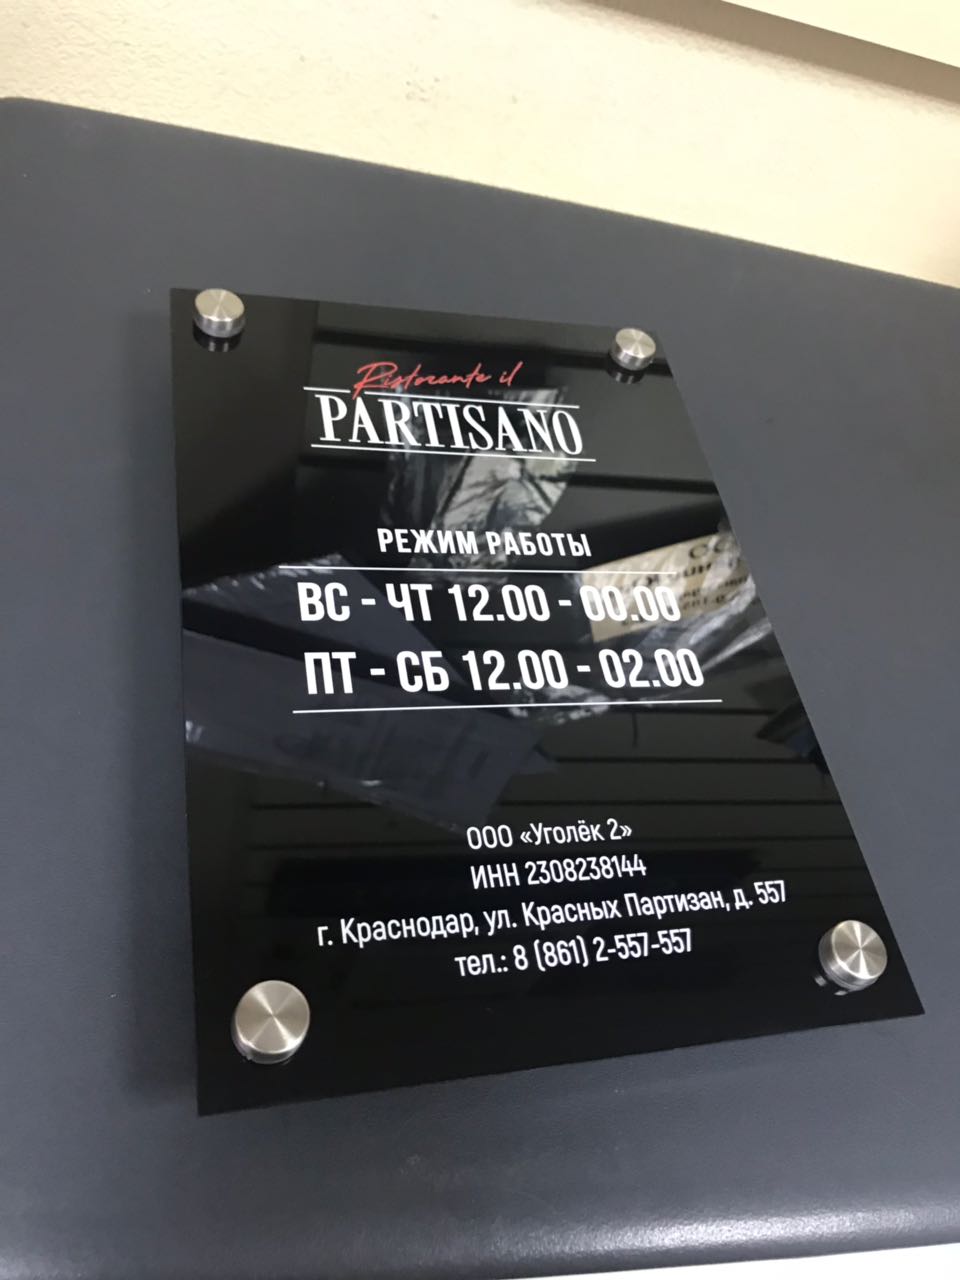 Ristorante il
PARTISANO
РЕЖИМ РАБОТЫ
ВС - ЧТ 12.00 - 00.00
ПТ - СБ 12.00 - 02.00
ООО «Уголёк 2»
ИНН 2308238144
г. Краснодар, ул. Красных Партизан, д. 557
тел.: 8 (861) 2-557-557